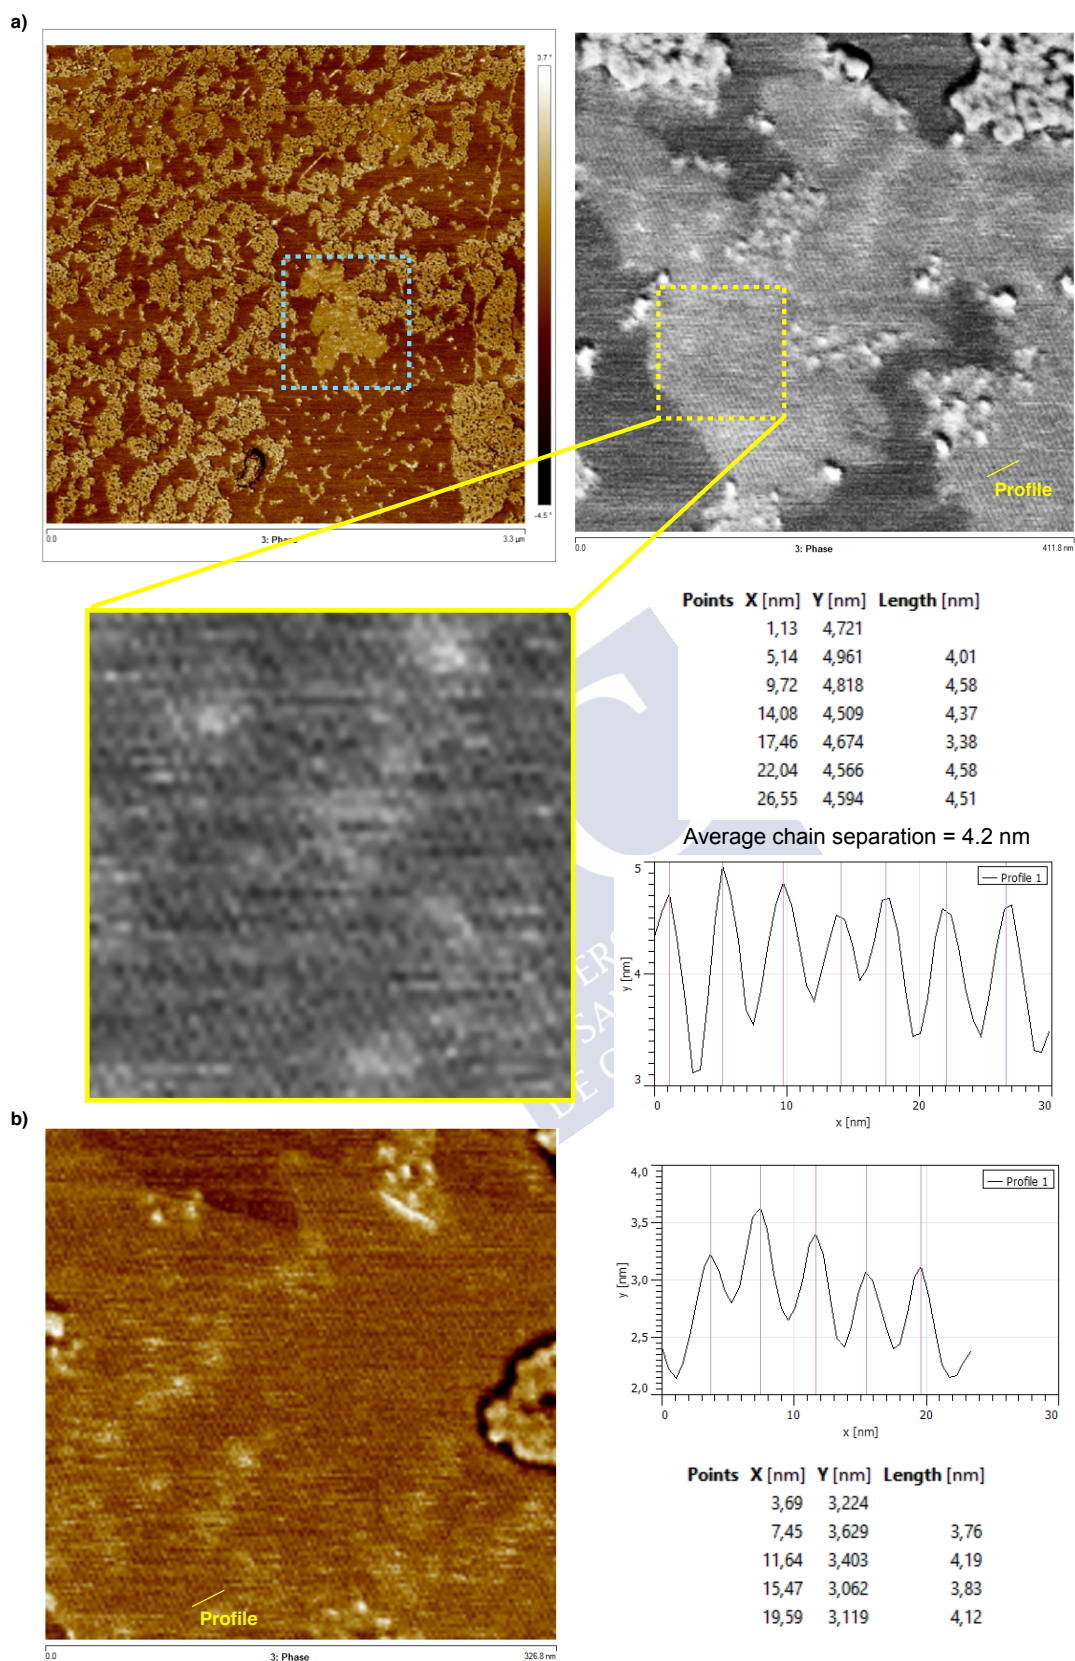 a)
3.7 °
-4.5 °
0.0
3: Phase
3.3 µm
Profile
0.0
3: Phase
411.8 nm
Points X [nm] Y [nm] Length [nm]
1,13 4,721
5,14 4,961 4,01
9,72 4,818 4,58
14,08 4,509 4,37
17,46 4,674 3,38
22,04 4,566 4,58
26,55 4,594 4,51
Average chain separation = 4.2 nm
Profile 1
5
4
3
y [nm]
0 10 20 30
x [nm]
DE
b)
Profile
0.0
3: Phase
326.8 nm
Profile 1
4,0
3,5
3,0
2,5
2,0
y [nm]
0 10 20 30
x [nm]
Points X [nm] Y [nm] Length [nm]
3,69 3,224
7,45 3,629 3,76
11,64 3,403 4,19
15,47 3,062 3,83
19,59 3,119 4,12